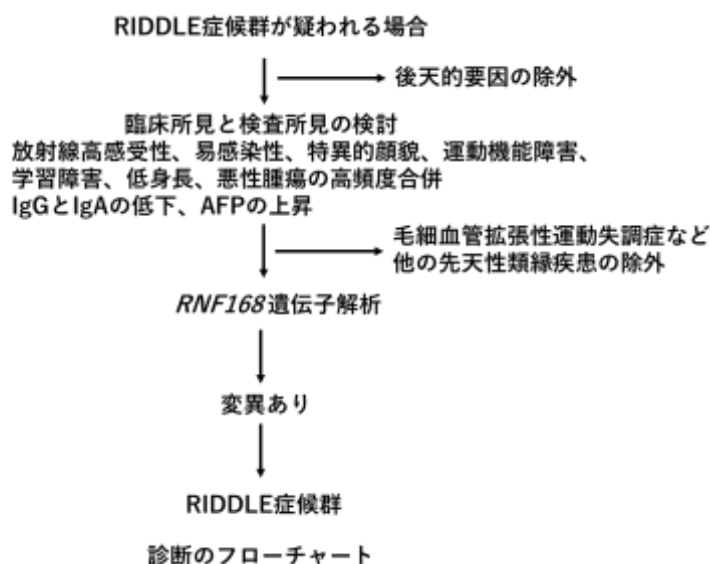 RIDDLE症候群が疑われる場合
後天的要因の除外
臨床所見と検査所見の検討
放射線高感受性、易感染性、特異的顔貌、運動機能障害、
学習障害、低身長、悪性腫瘍の高頻度合併
IgGとIgAの低下、AFPの上昇
毛細血管拡張性運動失調症など
他の先天性類縁疾患の除外
RNF168遺伝子解析
変異あり
RIDDLE症候群
診断のフローチャート